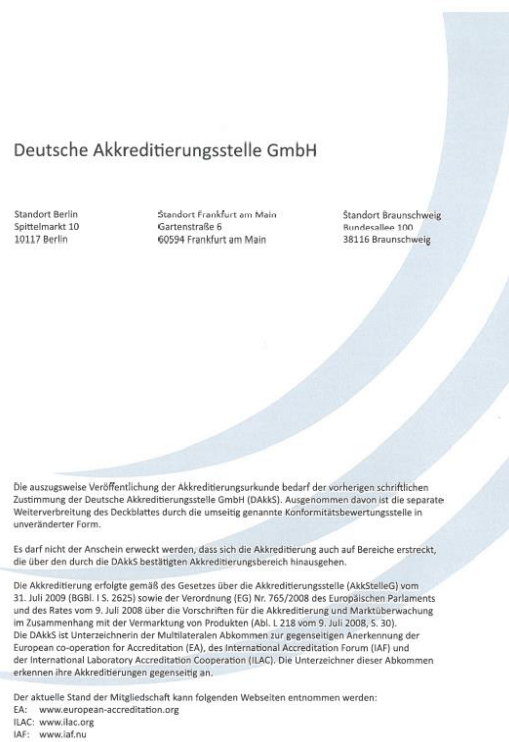 Deutsche Akkreditierungsstelle GmbH
Standort Berlin
Spittelmarkt 10
10117 Berlin
Standort Frankfurt am Main
Gartenstraße 6
60594 Frankfurt am Main
Standort Braunschweig
Bundesallee 100
38116 Braunschweig
Die auszugsweise Veröffentlichung der Akkreditierungsurkunde bedarf der vorherigen schriftlichen
Zustimmung der Deutsche Akkreditierungsstelle GmbH (DAkkS). Ausgenommen davon ist die separate
Weiterverbreitung des Deckblattes durch die umseitig genannte Konformitätsbewertungsstelle in
unveränderter Form.
Es darf nicht der Anschein erweckt werden, dass sich die Akkreditierung auch auf Bereiche erstreckt,
die über den durch die DAkkS bestätigten Akkreditierungsbereich hinausgehen.
Die Akkreditierung erfolgte gemäß des Gesetzes über die Akkreditierungsstelle (AkkStelleG) vom
31. Juli 2009 (BGBl. I S. 2625) sowie der Verordnung (EG) Nr. 765/2008 des Europäischen Parlaments
und des Rates vom 9. Juli 2008 über die Vorschriften für die Akkreditierung und Marktüberwachung
im Zusammenhang mit der Vermarktung von Produkten (Abl. L 218 vom 9. Juli 2008, S. 30).
Die DAkkS ist Unterzeichnerin der Multilateralen Abkommen zur gegenseitigen Anerkennung der
European co-operation for Accreditation (EA), des International Accreditation Forum (IAF) und
der International Laboratory Accreditation Cooperation (ILAC). Die Unterzeichner dieser Abkommen
erkennen ihre Akkreditierungen gegenseitig an.
Der aktuelle Stand der Mitgliedschaft kann folgenden Webseiten entnommen werden:
EA: www.european-accreditation.org
ILAC: www.ilac.org
IAF: www.iaf.nu